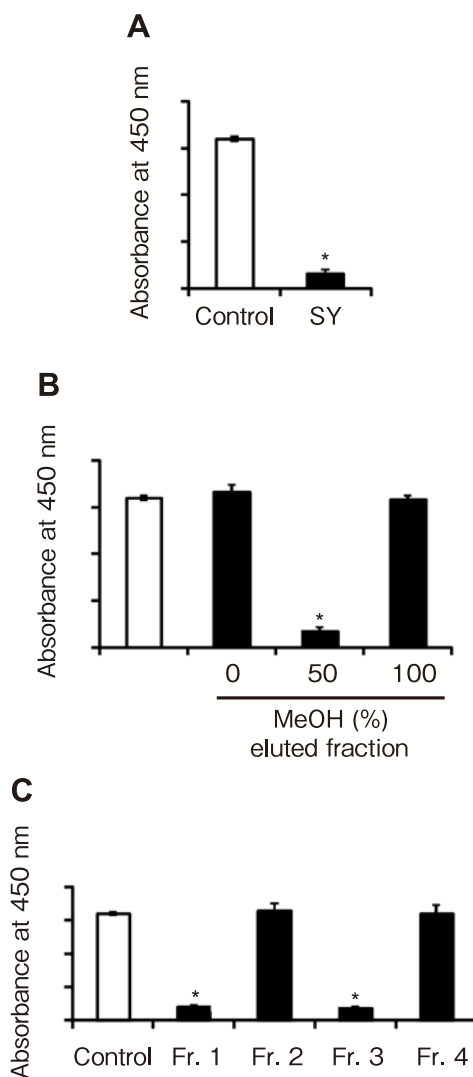 A
Absorbance at 450 nm
*
Control SY
B
Absorbance at 450 nm
*
0 50 100
MeOH (%)
eluted fraction
C
Absorbance at 450 nm
* *
Control Fr. 1 Fr. 2 Fr. 3 Fr. 4